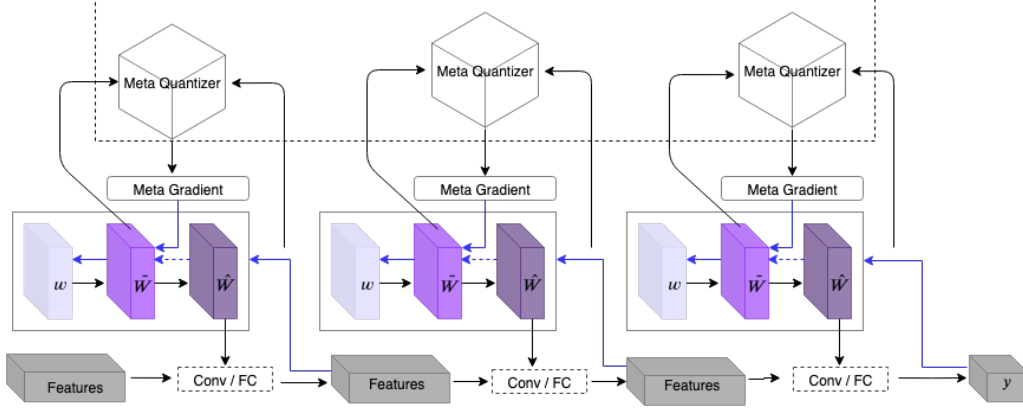 Meta Quantizer
Meta Quantizer
Meta Quantizer
Meta Gradient
Meta Gradient
Meta Gradient
w W̃ Ŵ
w W̃ Ŵ
w W̃ Ŵ
Features
Conv / FC
Features
Conv / FC
Features
Conv / FC
y